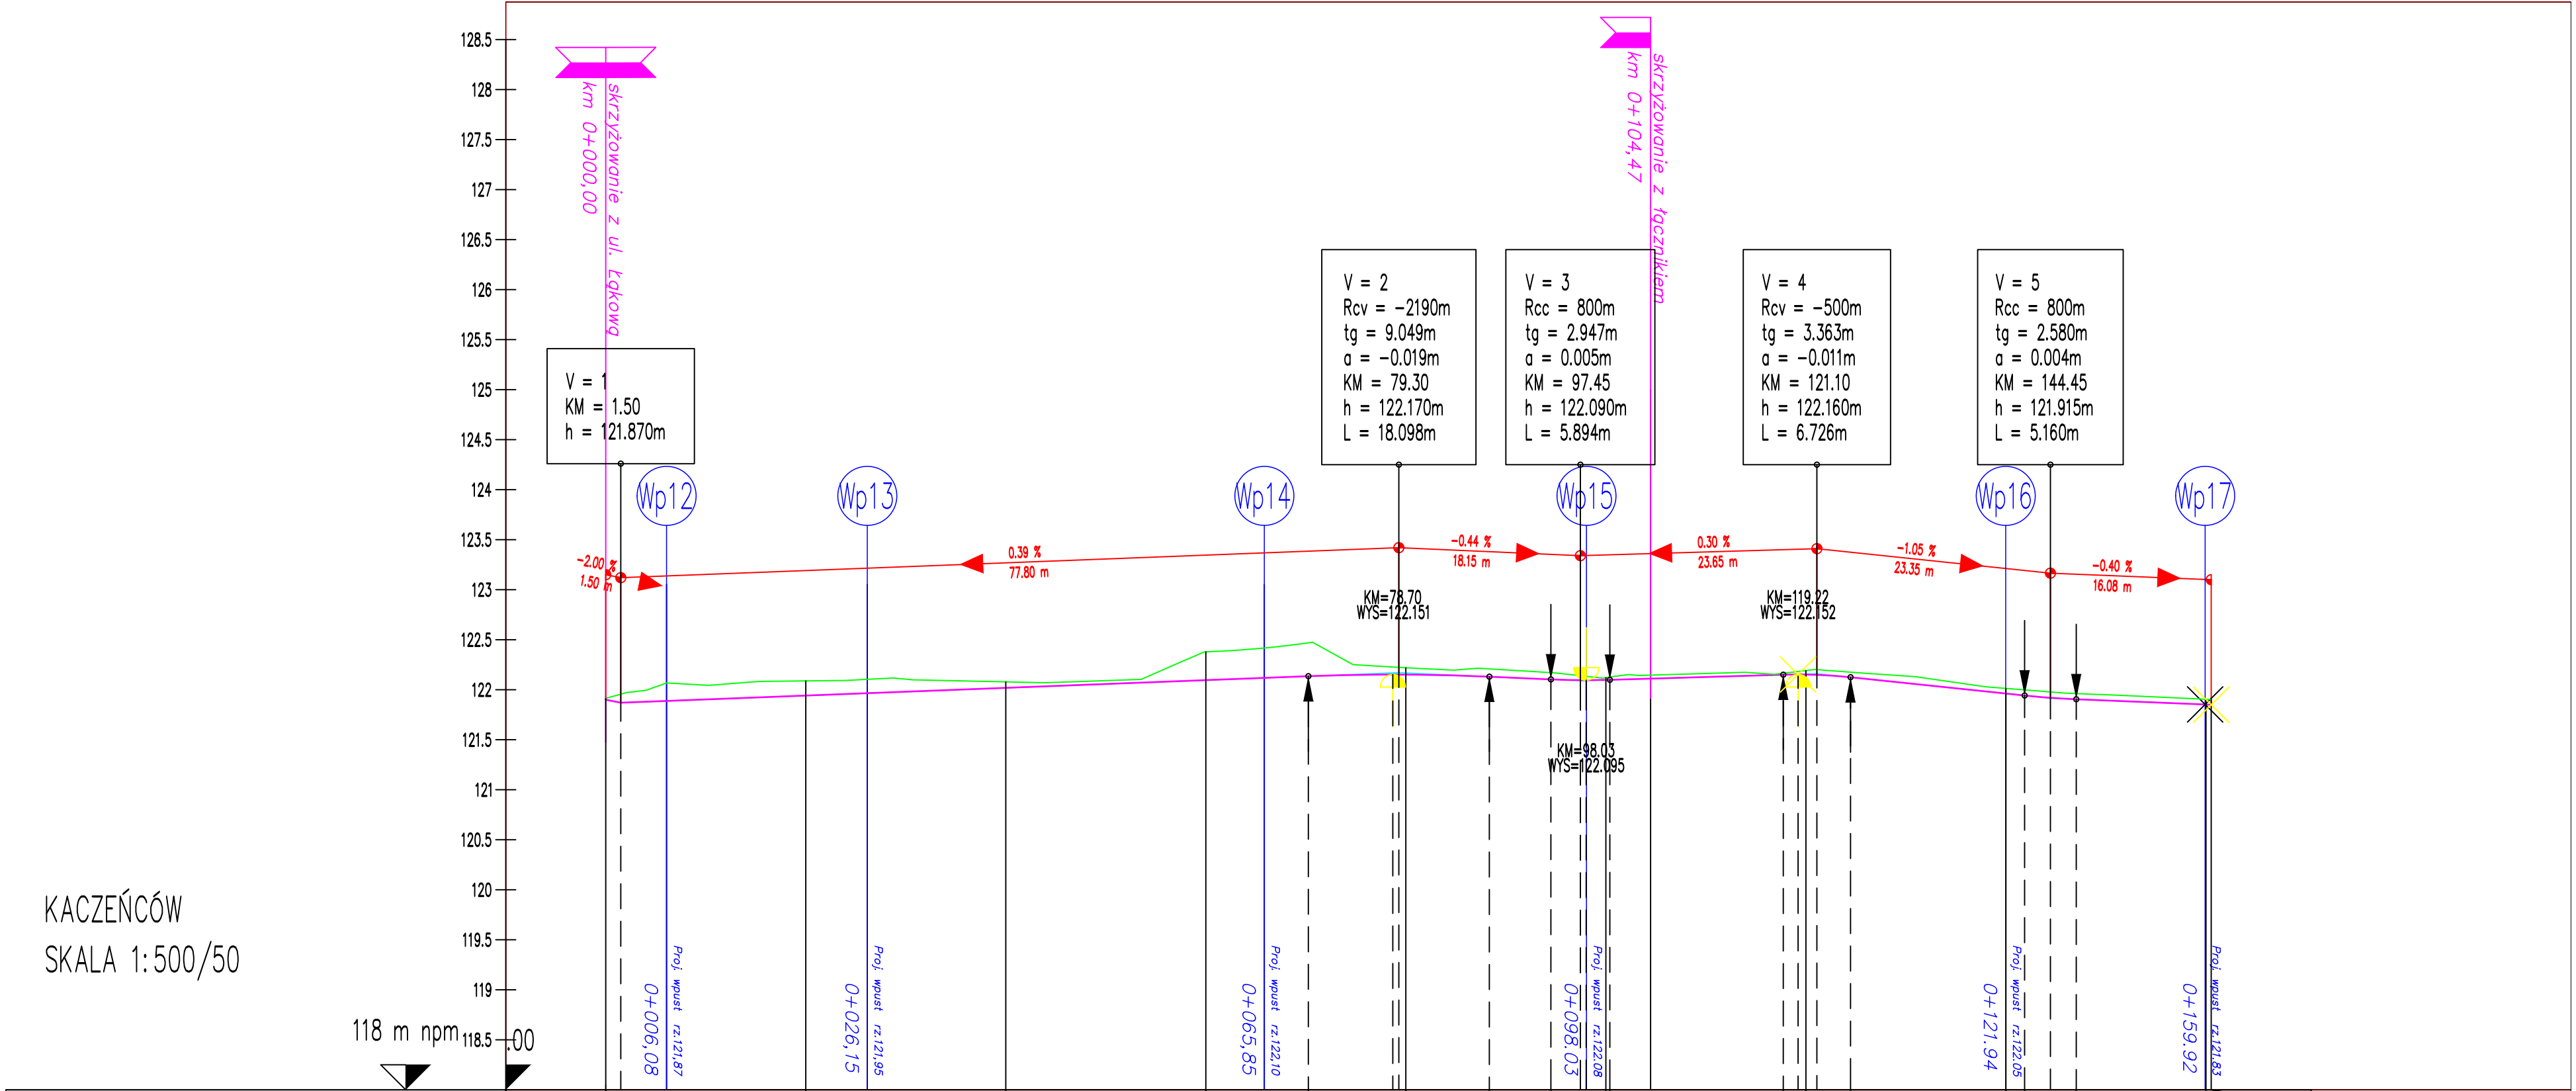 128.5
128
127.5
127
126.5
126
125.5
125
124.5
124
123.5
123
122.5
122
121.5
121
120.5
120
119.5
119
118.5
skrzyżowanie z ul. Łąkową
km 0+000,00
skrzyżowanie z łącznikiem
km 0+104,47
V = 1
KM = 1.50
h = 121.870m
V = 2
Rcv = -2190m
tg = 9.049m
a = -0.019m
KM = 79.30
h = 122.170m
L = 18.098m
V = 3
Rcc = 800m
tg = 2.947m
a = 0.005m
KM = 97.45
h = 122.090m
L = 5.894m
V = 4
Rcv = -500m
tg = 3.363m
a = -0.011m
KM = 121.10
h = 122.160m
L = 6.726m
V = 5
Rcc = 800m
tg = 2.580m
a = 0.004m
KM = 144.45
h = 121.915m
L = 5.160m
Wp12
Wp13
Wp14
Wp15
Wp16
Wp17
-2.00 %
1.50 m
0.39 %
77.80 m
-0.44 %
18.15 m
0.30 %
23.65 m
-1.05 %
23.35 m
-0.40 %
16.08 m
KM=78.70
WYS=122.151
KM=98.03
WYS=122.095
KM=119.22
WYS=122.152
Proj. wpust rz.121,87
0+006,08
Proj. wpust rz.121,95
0+026,15
Proj. wpust rz.122,10
0+065,85
Proj. wpust rz.122.08
0+098.03
Proj. wpust rz.122.05
0+121.94
Proj. wpust rz.121.83
0+159.92
KACZEŃCÓW
SKALA 1:500/50
118 m npm
.00